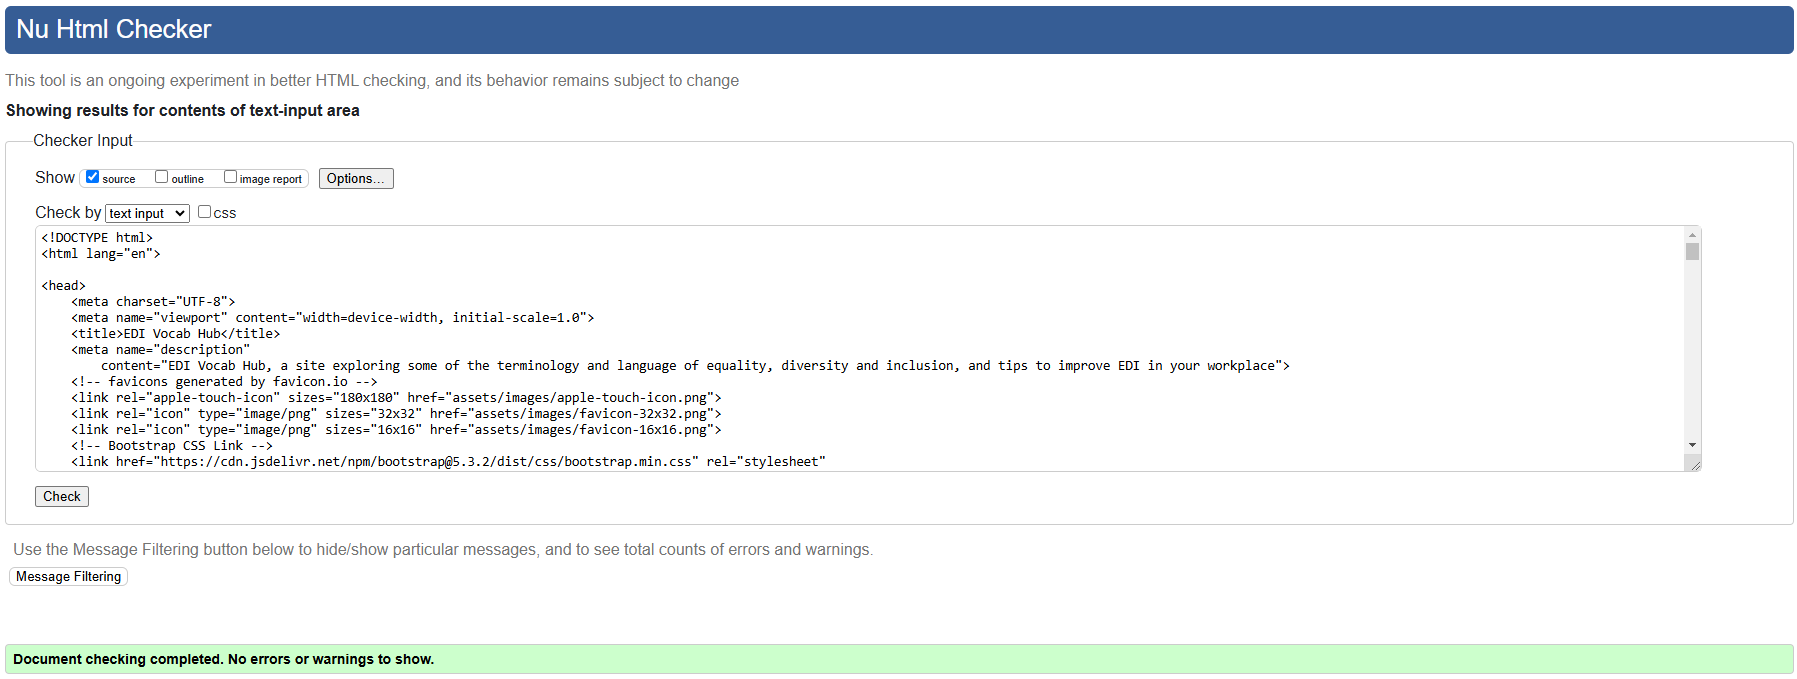 Nu Html Checker
This tool is an ongoing experiment in better HTML checking, and its behavior remains subject to change
Showing results for contents of text-input area
Checker Input
Show source outline image report Options...
Check by text input css
<!DOCTYPE html>
<html lang="en">
<head>
<meta charset="UTF-8">
<meta name="viewport" content="width=device-width, initial-scale=1.0">
<title>EDI Vocab Hub</title>
<meta name="description"
content="EDI Vocab Hub, a site exploring some of the terminology and language of equality, diversity and inclusion, and tips to improve EDI in your workplace">
<!-- favicons generated by favicon.io -->
<link rel="apple-touch-icon" sizes="180x180" href="assets/images/apple-touch-icon.png">
<link rel="icon" type="image/png" sizes="32x32" href="assets/images/favicon-32x32.png">
<link rel="icon" type="image/png" sizes="16x16" href="assets/images/favicon-16x16.png">
<!-- Bootstrap CSS Link -->
<link href="https://cdn.jsdelivr.net/npm/bootstrap@5.3.2/dist/css/bootstrap.min.css" rel="stylesheet"
Check
Use the Message Filtering button below to hide/show particular messages, and to see total counts of errors and warnings.
Message Filtering
Document checking completed. No errors or warnings to show.